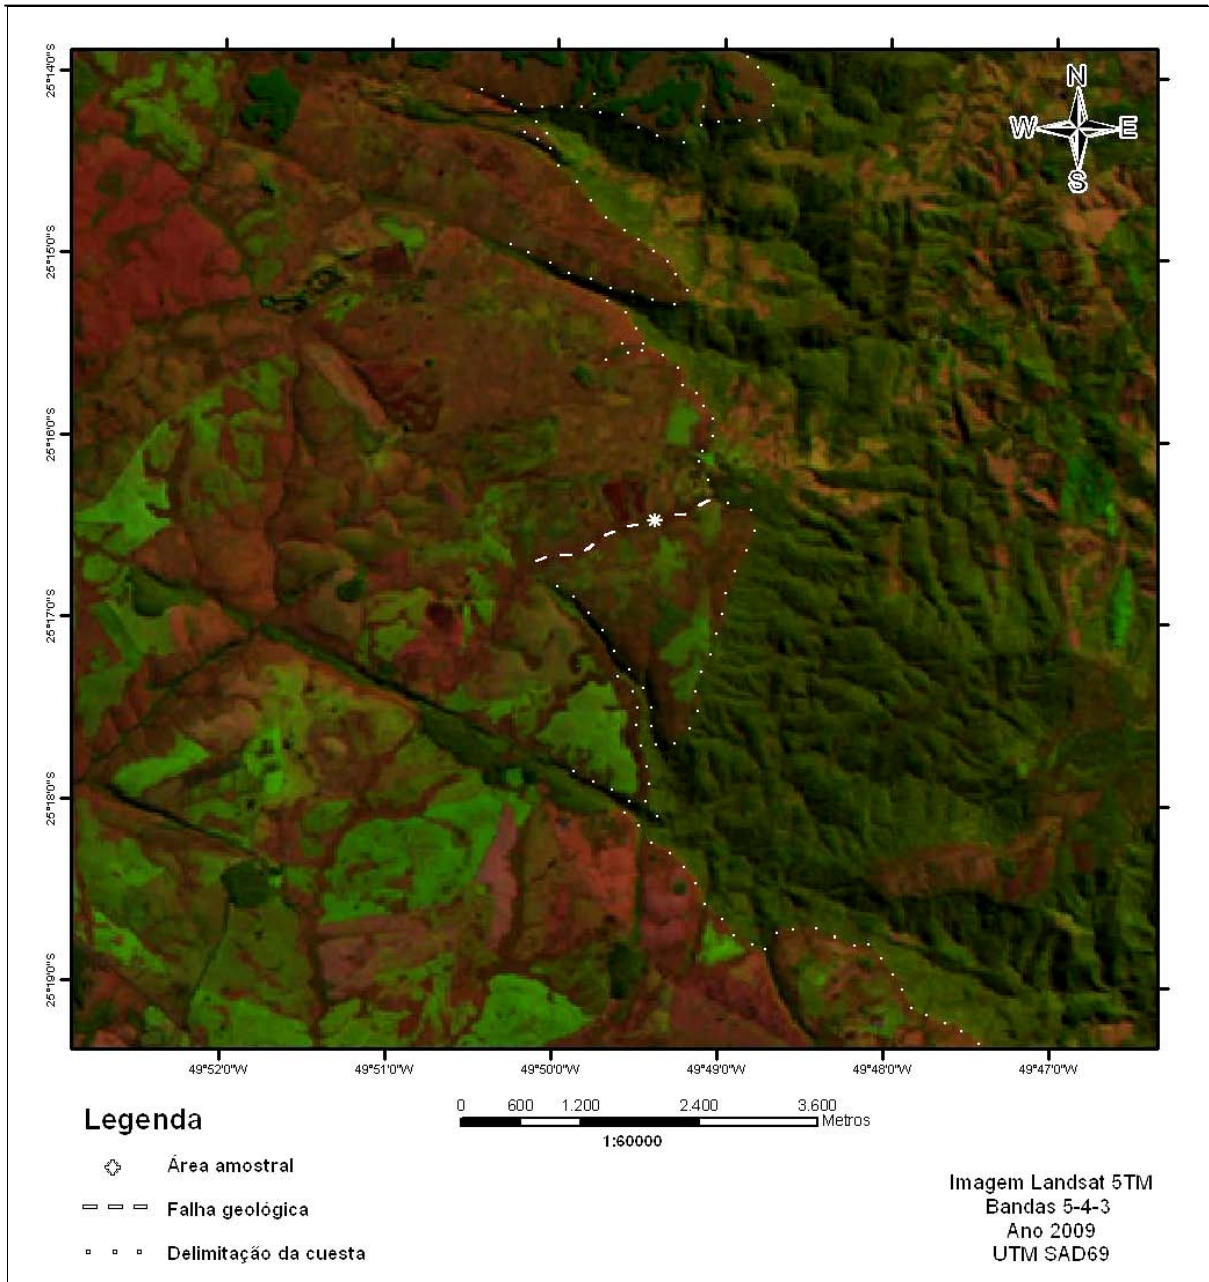 N
W E
S
25°14'0"S
25°15'0"S
25°16'0"S
25°17'0"S
25°18'0"S
25°19'0"S
49°52'0"W 49°51'0"W 49°50'0"W 49°49'0"W 49°48'0"W 49°47'0"W
Legenda
0 600 1.200 2.400 3.600
Metros
1:60000
Área amostral
Falha geológica
Delimitação da cuesta
Imagem Landsat 5TM
Bandas 5-4-3
Ano 2009
UTM SAD69